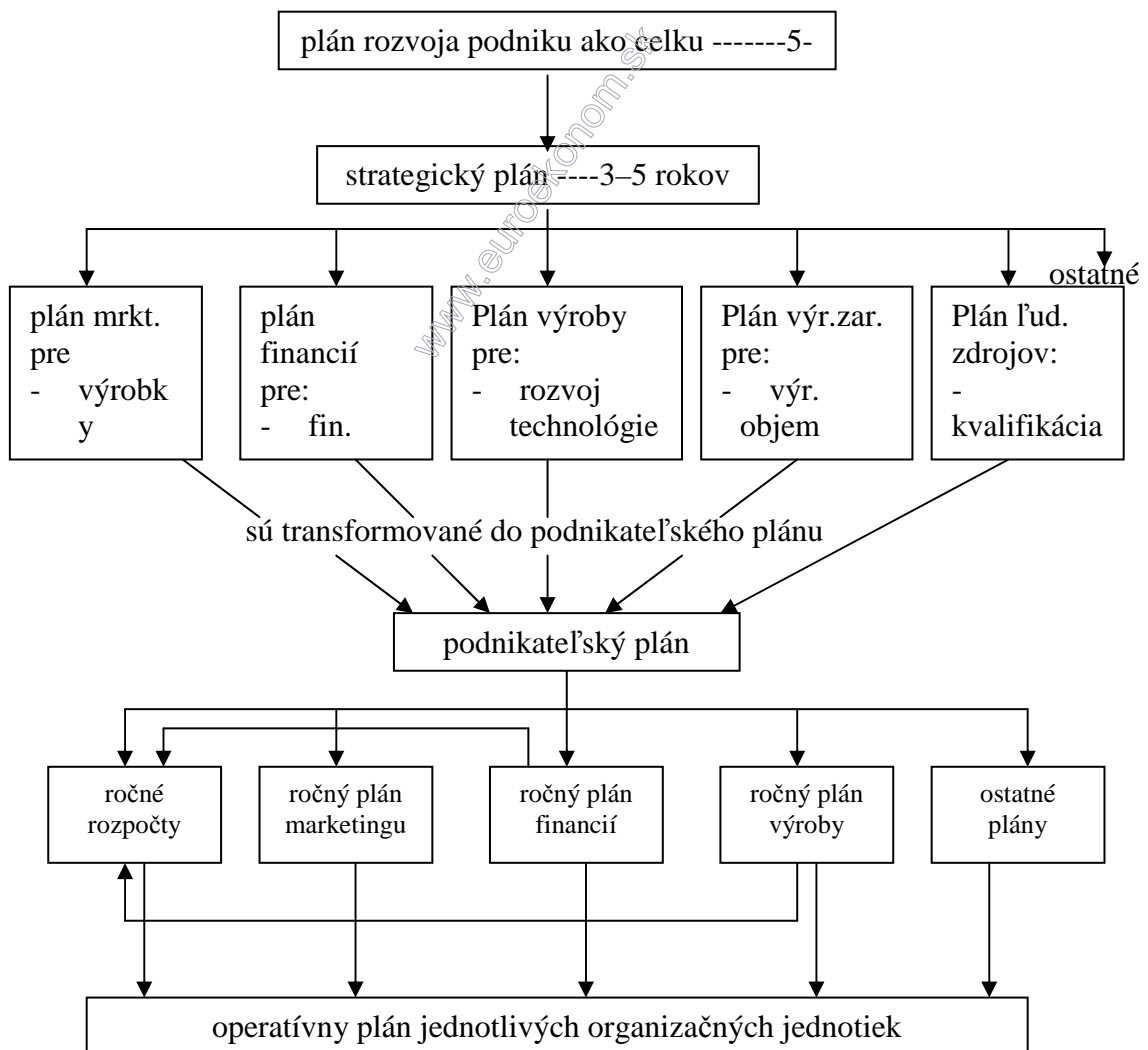 plán rozvoja podniku ako celku -------5-
strategický plán ----3–5 rokov
ostatné
plán mrkt.
pre
- výrobk
y
plán
financií
pre:
- fin.
Plán výroby
pre:
- rozvoj
technológie
Plán výr.zar.
pre:
- výr.
objem
Plán ľud.
zdrojov:
-
kvalifikácia
www.euroekonom.sk
sú transformované do podnikateľského plánu
podnikateľský plán
ročné
rozpočty
ročný plán
marketingu
ročný plán
financií
ročný plán
výroby
ostatné
plány
operatívny plán jednotlivých organizačných jednotiek